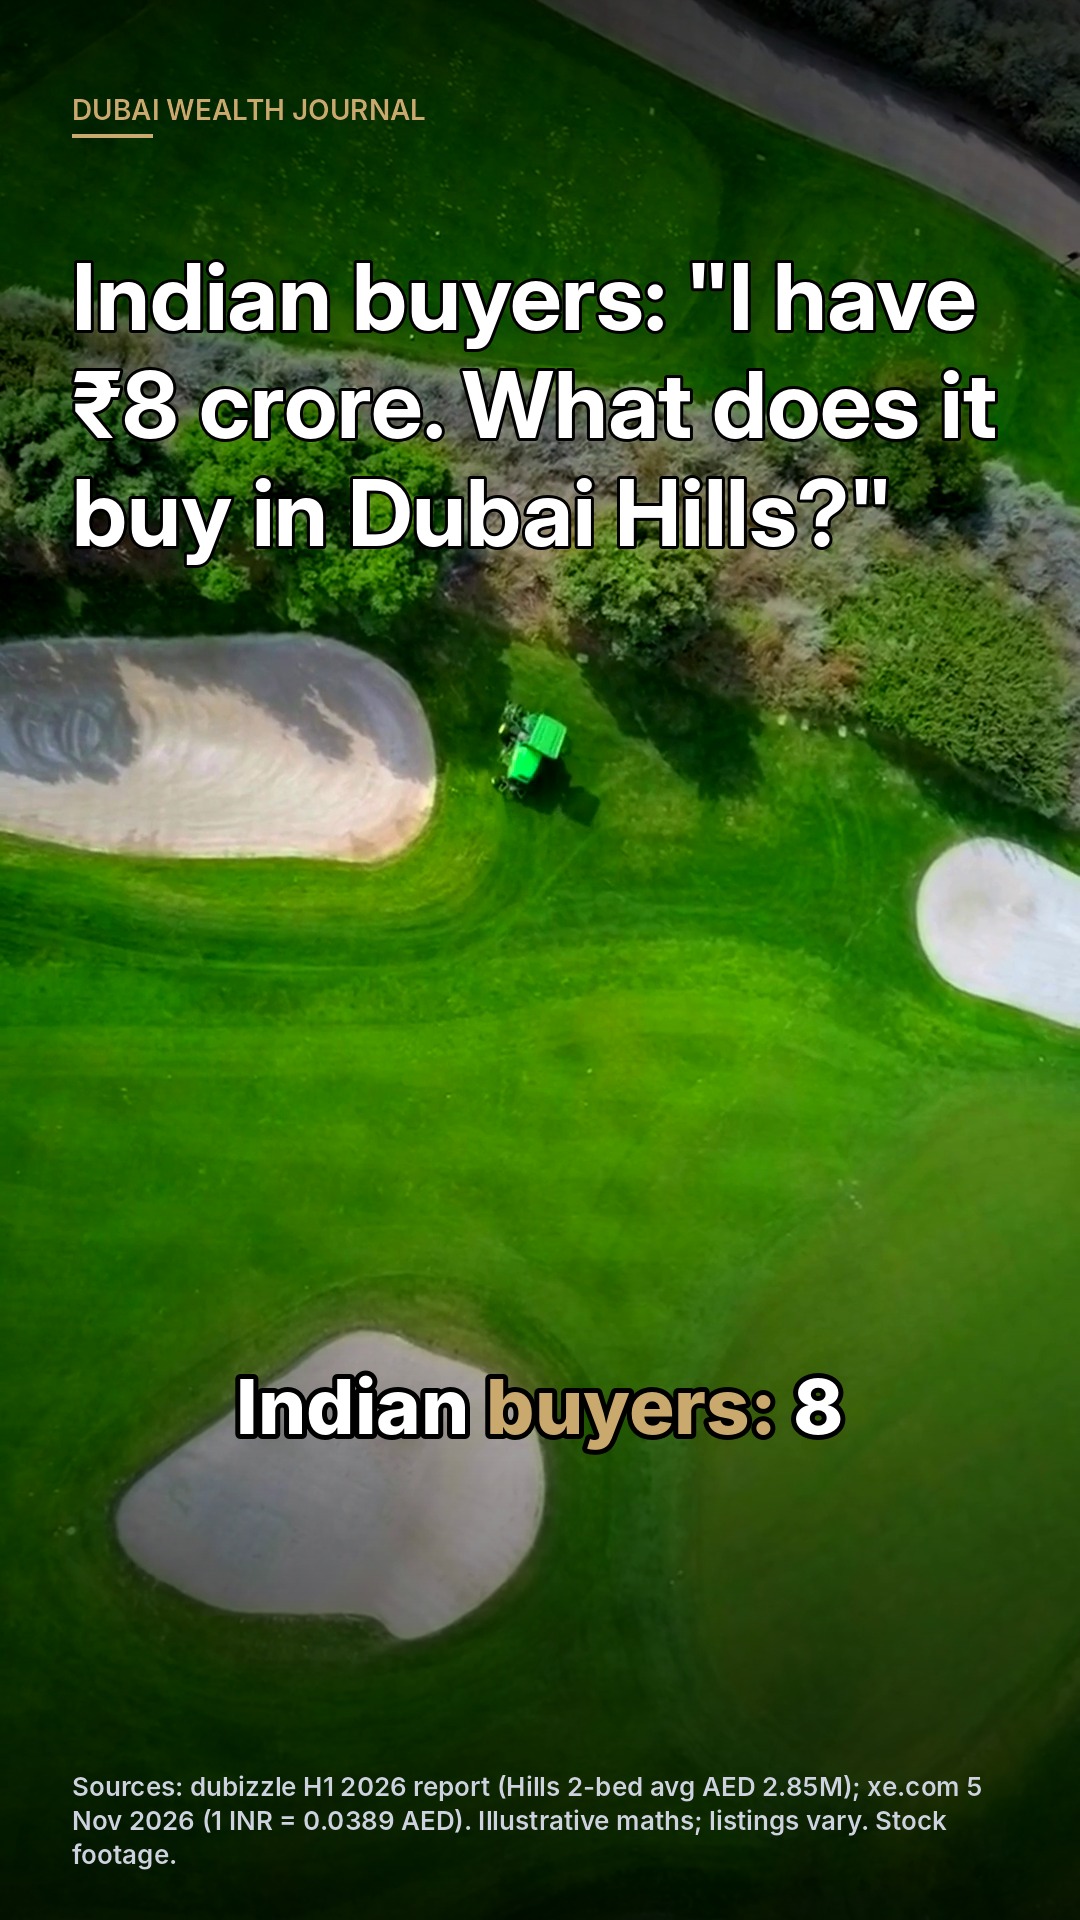 DUBAI WEALTH JOURNAL
Indian buyers: "I have
₹8 crore. What does it
buy in Dubai Hills?"
Indian buyers: 8
Sources: dubizzle H1 2026 report (Hills 2-bed avg AED 2.85M); xe.com 5
Nov 2026 (1 INR = 0.0389 AED). Illustrative maths; listings vary. Stock
footage.